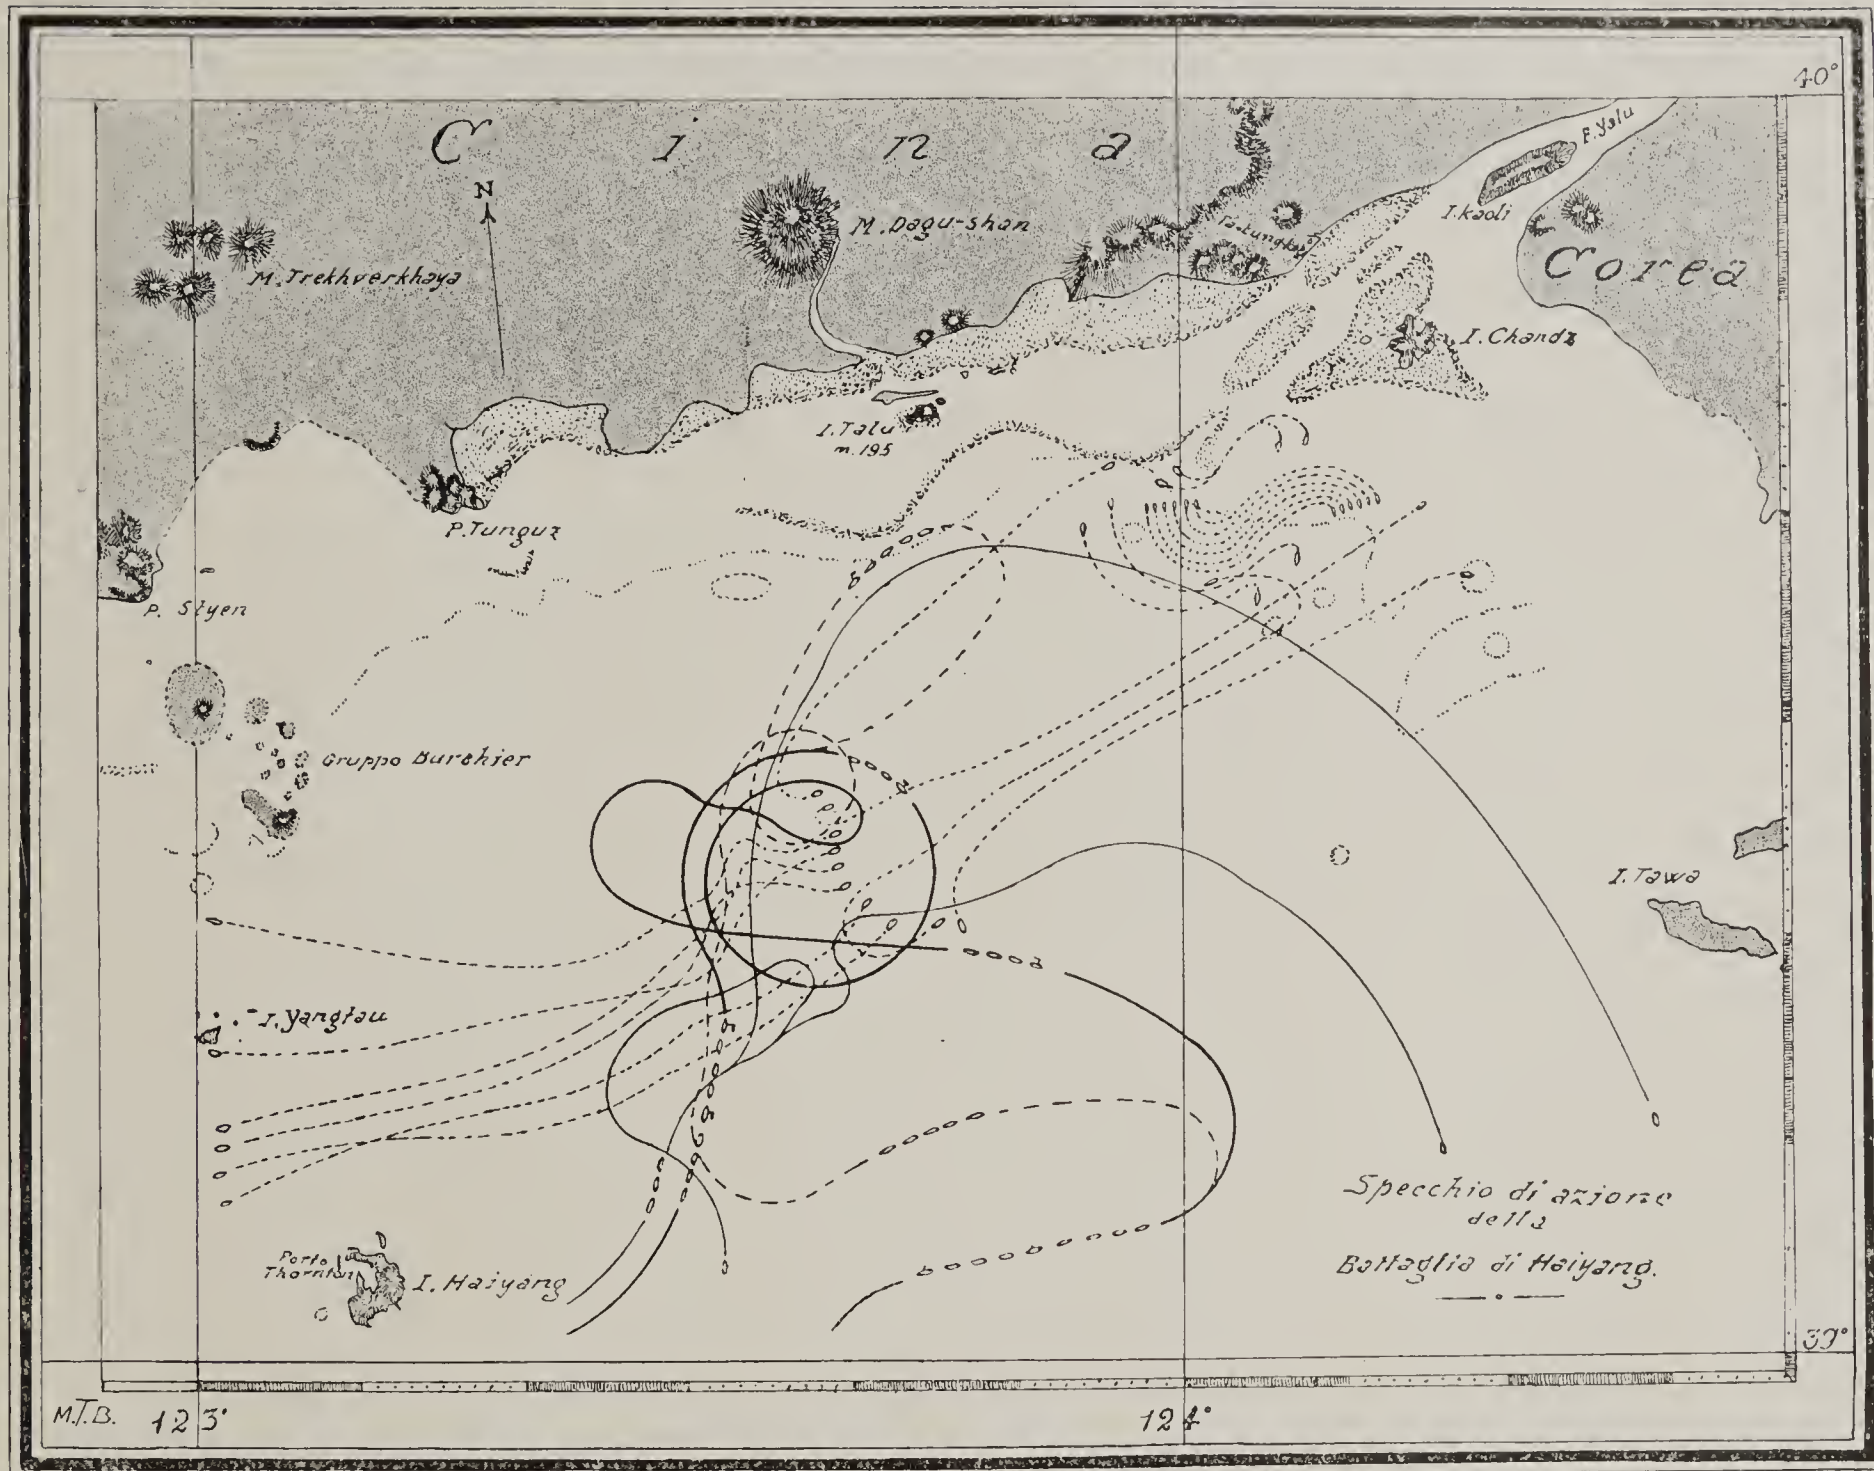 40°
C i n a
N
F. Yalu
I. Kaoli
M. Dagu-shan
M. Trekhverkhaya
Corea
I. Chandz
I. Talu
m. 195
P. Tunguz
P. Siyen
Gruppo Burchier
I. Tawa
I. Yangtau
Porto
Thornton
I. Haiyang
Specchio di azione
della
Battaglia di Haiyang.
39°
M.T.B.
123°
124°